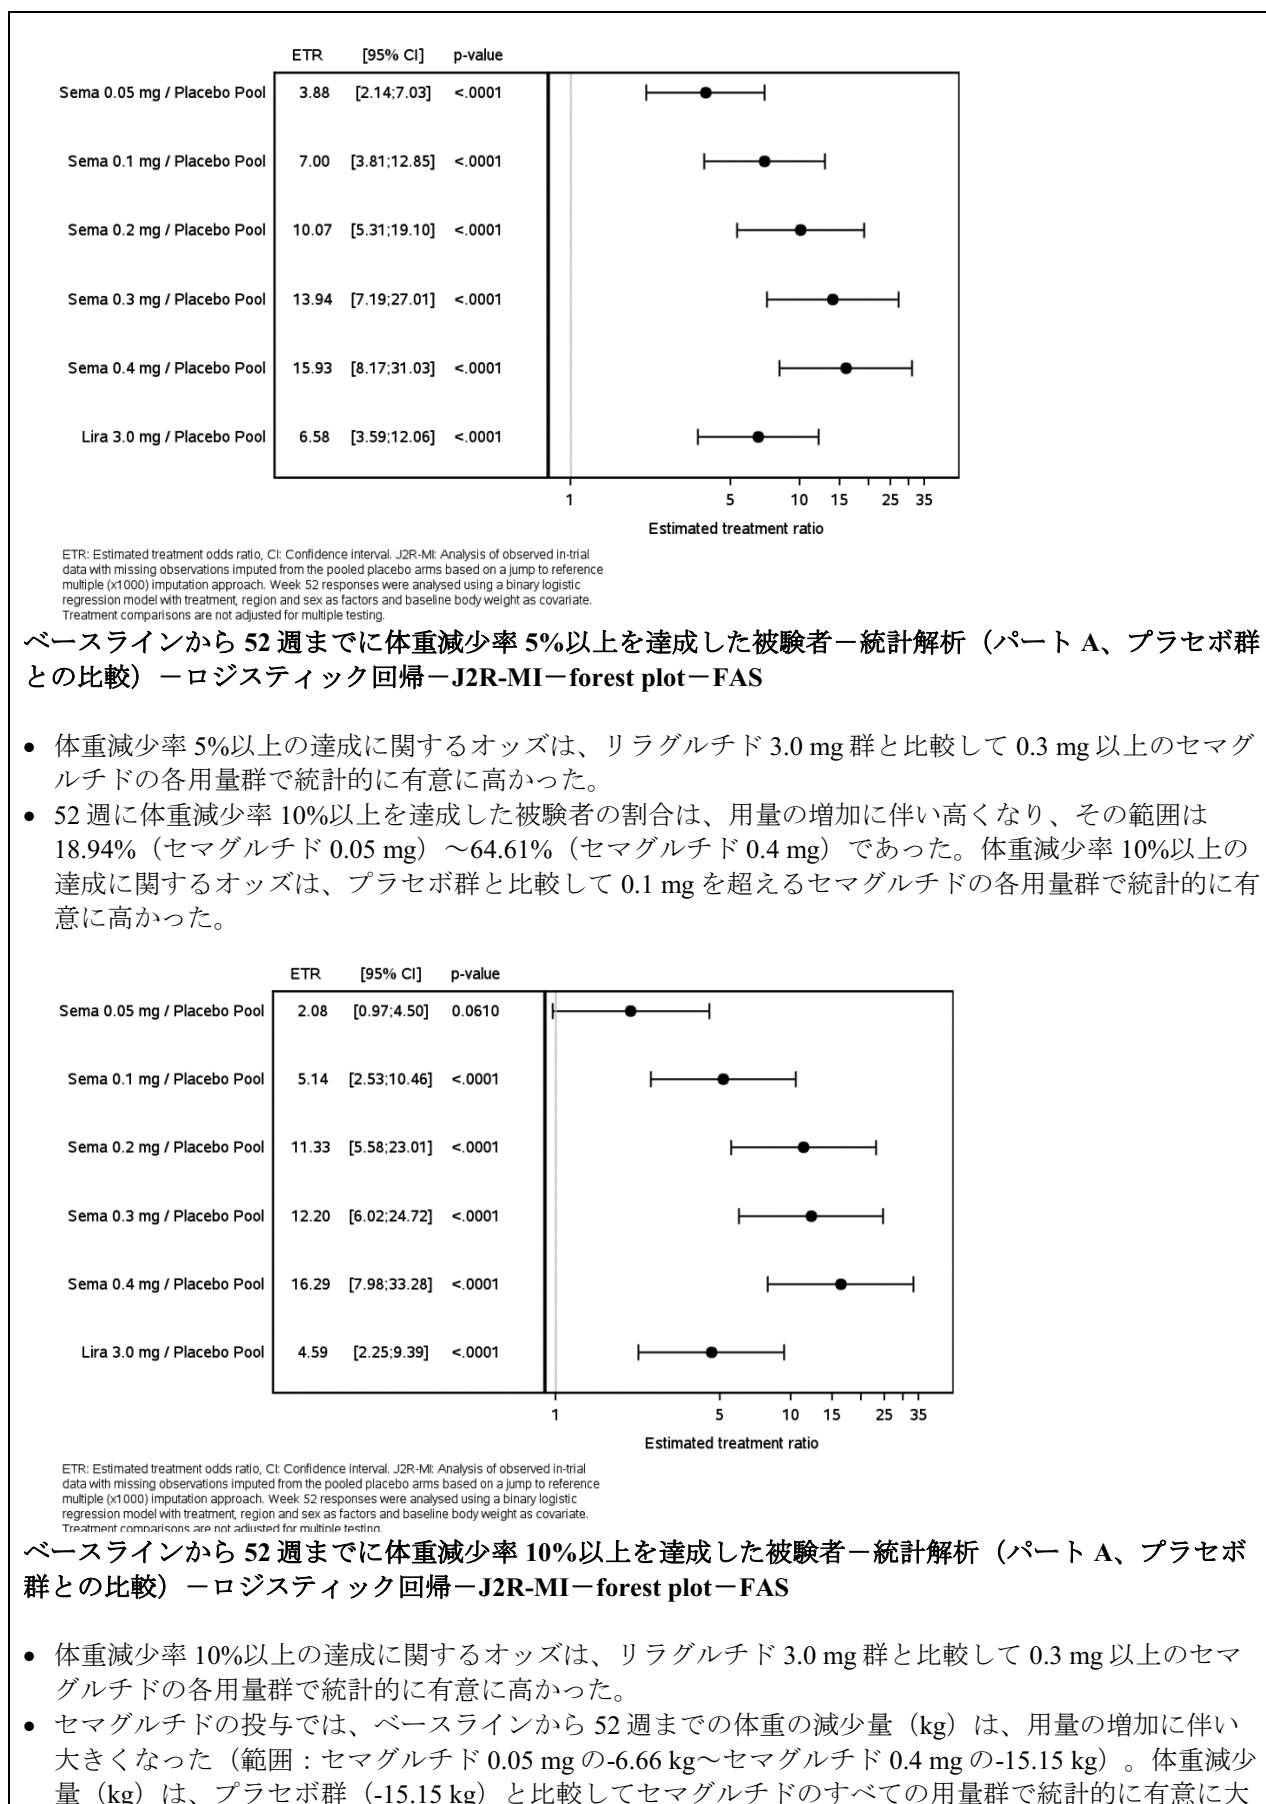 ETR [95% CI] p-value
Sema 0.05 mg / Placebo Pool 3.88 [2.14;7.03] <.0001
Sema 0.1 mg / Placebo Pool 7.00 [3.81;12.85] <.0001
Sema 0.2 mg / Placebo Pool 10.07 [5.31;19.10] <.0001
Sema 0.3 mg / Placebo Pool 13.94 [7.19;27.01] <.0001
Sema 0.4 mg / Placebo Pool 15.93 [8.17;31.03] <.0001
Lira 3.0 mg / Placebo Pool 6.58 [3.59;12.06] <.0001
1 5 10 15 25 35
Estimated treatment ratio
ETR: Estimated treatment odds ratio, CI: Confidence interval. J2R-MI: Analysis of observed in-trial
data with missing observations imputed from the pooled placebo arms based on a jump to reference
multiple (x1000) imputation approach. Week 52 responses were analysed using a binary logistic
regression model with treatment, region and sex as factors and baseline body weight as covariate.
Treatment comparisons are not adjusted for multiple testing.
ベースラインから 52 週までに体重減少率 5%以上を達成した被験者－統計解析（パート A、プラセボ群
との比較）－ロジスティック回帰－J2R-MI－forest plot－FAS
• 体重減少率 5%以上の達成に関するオッズは、リラグルチド 3.0 mg 群と比較して 0.3 mg 以上のセマグ
ルチドの各用量群で統計的に有意に高かった。
• 52 週に体重減少率 10%以上を達成した被験者の割合は、用量の増加に伴い高くなり、その範囲は
18.94%（セマグルチド 0.05 mg）～64.61%（セマグルチド 0.4 mg）であった。体重減少率 10%以上の
達成に関するオッズは、プラセボ群と比較して 0.1 mg を超えるセマグルチドの各用量群で統計的に有
意に高かった。
ETR [95% CI] p-value
Sema 0.05 mg / Placebo Pool 2.08 [0.97;4.50] 0.0610
Sema 0.1 mg / Placebo Pool 5.14 [2.53;10.46] <.0001
Sema 0.2 mg / Placebo Pool 11.33 [5.58;23.01] <.0001
Sema 0.3 mg / Placebo Pool 12.20 [6.02;24.72] <.0001
Sema 0.4 mg / Placebo Pool 16.29 [7.98;33.28] <.0001
Lira 3.0 mg / Placebo Pool 4.59 [2.25;9.39] <.0001
1 5 10 15 25 35
Estimated treatment ratio
ETR: Estimated treatment odds ratio, CI: Confidence interval. J2R-MI: Analysis of observed in-trial
data with missing observations imputed from the pooled placebo arms based on a jump to reference
multiple (x1000) imputation approach. Week 52 responses were analysed using a binary logistic
regression model with treatment, region and sex as factors and baseline body weight as covariate.
Treatment comparisons are not adjusted for multiple testing.
ベースラインから 52 週までに体重減少率 10%以上を達成した被験者－統計解析（パート A、プラセボ
群との比較）－ロジスティック回帰－J2R-MI－forest plot－FAS
• 体重減少率 10%以上の達成に関するオッズは、リラグルチド 3.0 mg 群と比較して 0.3 mg 以上のセマ
グルチドの各用量群で統計的に有意に高かった。
• セマグルチドの投与では、ベースラインから 52 週までの体重の減少量（kg）は、用量の増加に伴い
大きくなった（範囲：セマグルチド 0.05 mg の-6.66 kg～セマグルチド 0.4 mg の-15.15 kg）。体重減少
量（kg）は、プラセボ群（-15.15 kg）と比較してセマグルチドのすべての用量群で統計的に有意に大